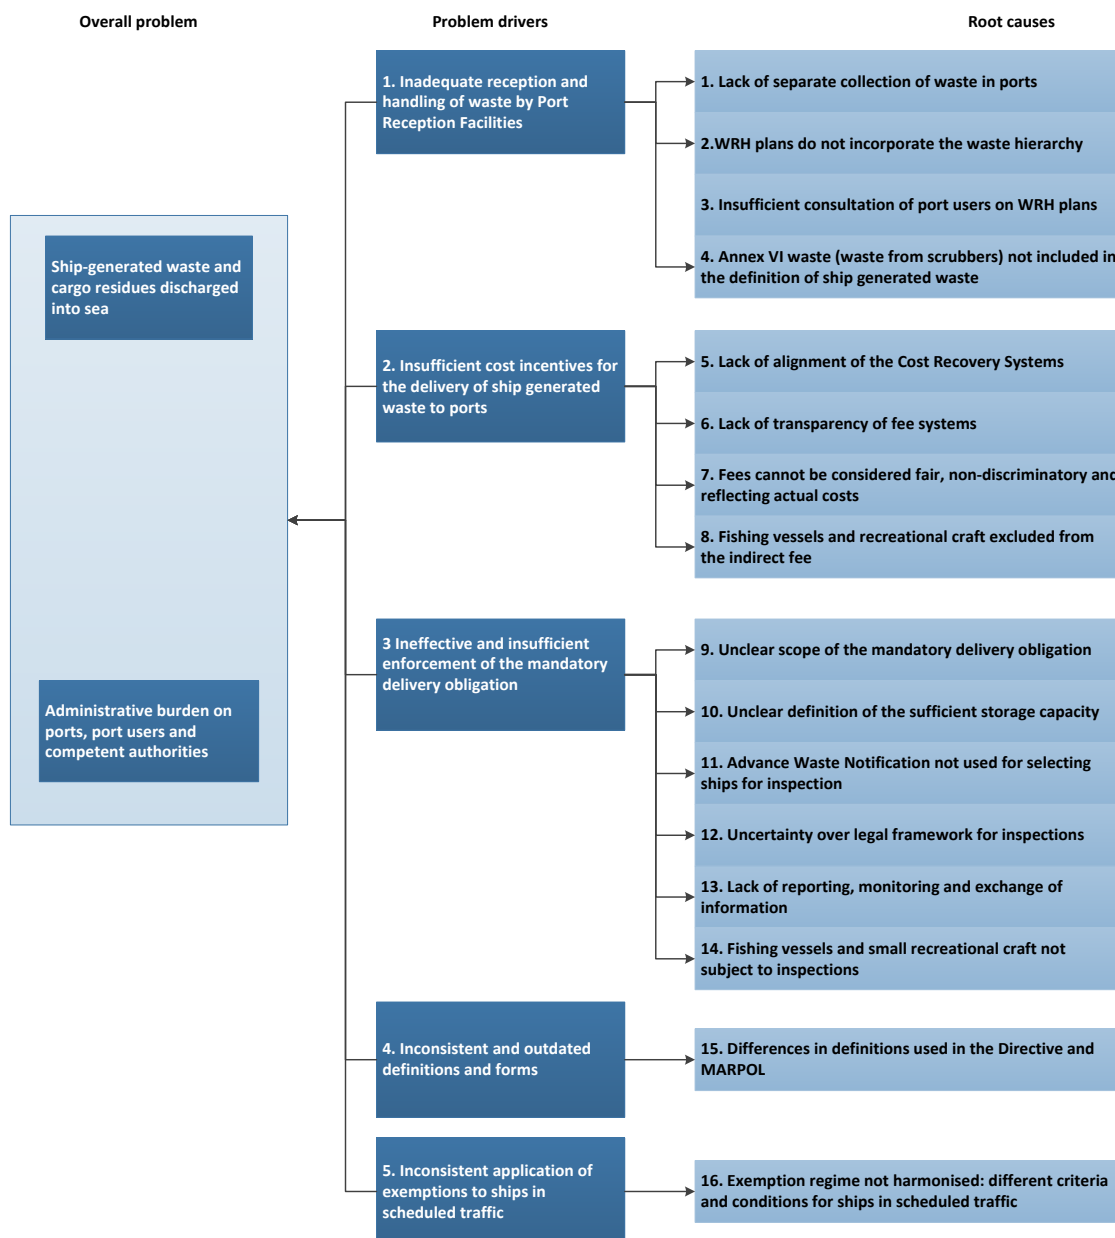 Overall problem
Problem drivers
Root causes
Ship-generated waste and
cargo residues discharged
into sea
Administrative burden on
ports, port users and
competent authorities
1. Inadequate reception and
handling of waste by Port
Reception Facilities
1. Lack of separate collection of waste in ports
2.WRH plans do not incorporate the waste hierarchy
3. Insufficient consultation of port users on WRH plans
4. Annex VI waste (waste from scrubbers) not included in
the definition of ship generated waste
2. Insufficient cost incentives for
the delivery of ship generated
waste to ports
5. Lack of alignment of the Cost Recovery Systems
6. Lack of transparency of fee systems
7. Fees cannot be considered fair, non-discriminatory and
reflecting actual costs
8. Fishing vessels and recreational craft excluded from
the indirect fee
3 Ineffective and insufficient
enforcement of the mandatory
delivery obligation
9. Unclear scope of the mandatory delivery obligation
10. Unclear definition of the sufficient storage capacity
11. Advance Waste Notification not used for selecting
ships for inspection
12. Uncertainty over legal framework for inspections
13. Lack of reporting, monitoring and exchange of
information
14. Fishing vessels and small recreational craft not
subject to inspections
4. Inconsistent and outdated
definitions and forms
15. Differences in definitions used in the Directive and
MARPOL
5. Inconsistent application of
exemptions to ships in
scheduled traffic
16. Exemption regime not harmonised: different criteria
and conditions for ships in scheduled traffic